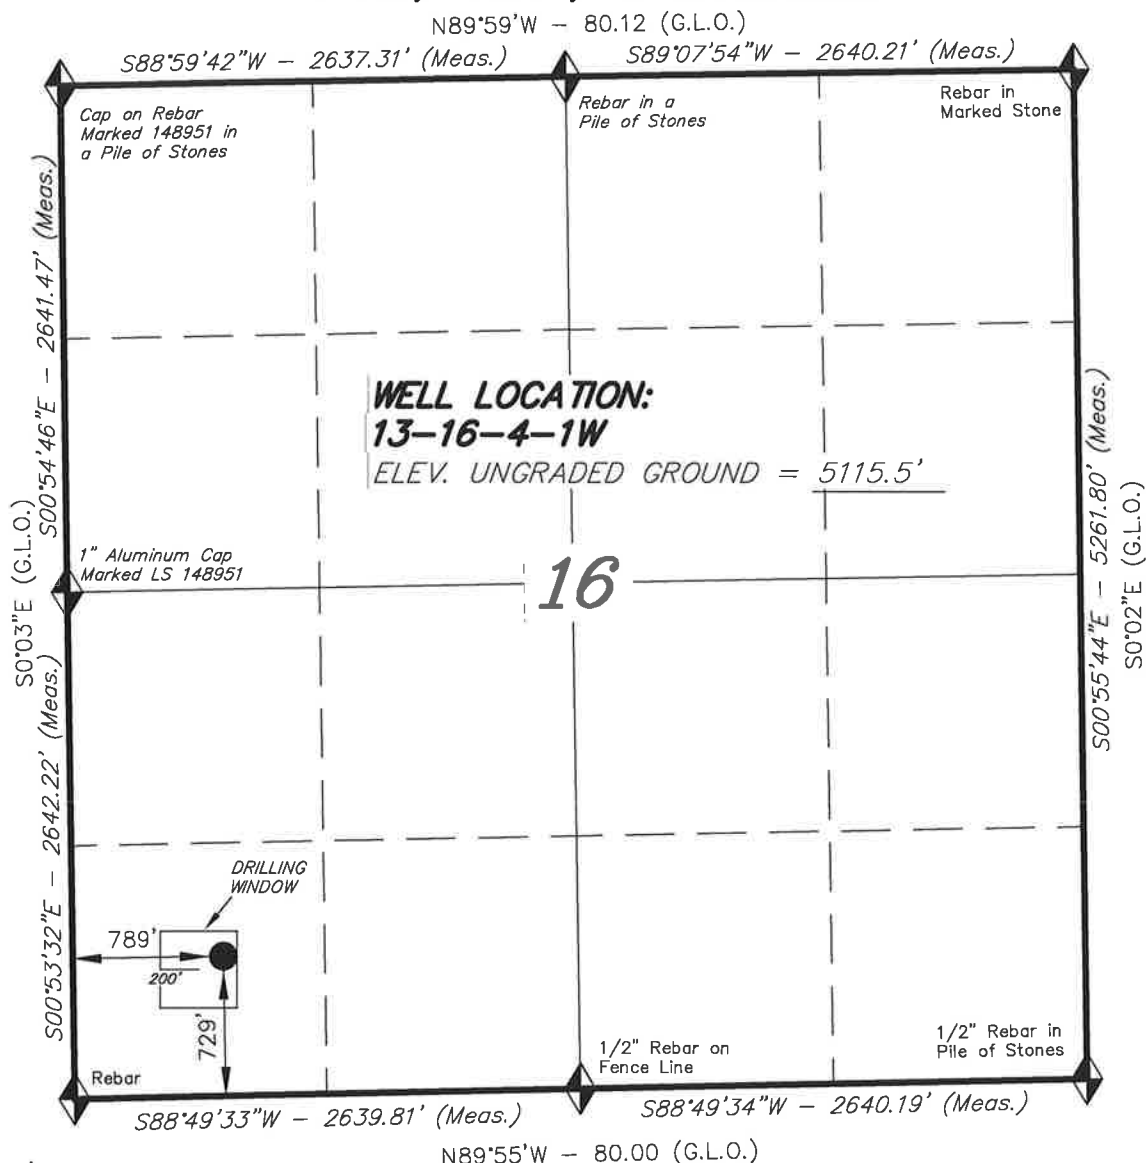 N89°59'W – 80.12 (G.L.O.)
S88°59'42"W – 2637.31' (Meas.)
S89°07'54"W – 2640.21' (Meas.)
Cap on Rebar
Marked 148951 in
a Pile of Stones
Rebar in a
Pile of Stones
Rebar in
Marked Stone
S00°54'46"E – 2641.47' (Meas.)
WELL LOCATION:
13–16–4–1W
ELEV. UNGRADED GROUND = 5115.5'
S00°55'44"E – 5261.80' (Meas.)
S0°02"E (G.L.O.)
S0°03"E (G.L.O.)
1" Aluminum Cap
Marked LS 148951
16
S00°53'32"E – 2642.22' (Meas.)
DRILLING
WINDOW
789'
200'
729'
Rebar
1/2" Rebar on
Fence Line
1/2" Rebar in
Pile of Stones
S88°49'33"W – 2639.81' (Meas.)
S88°49'34"W – 2640.19' (Meas.)
N89°55'W – 80.00 (G.L.O.)